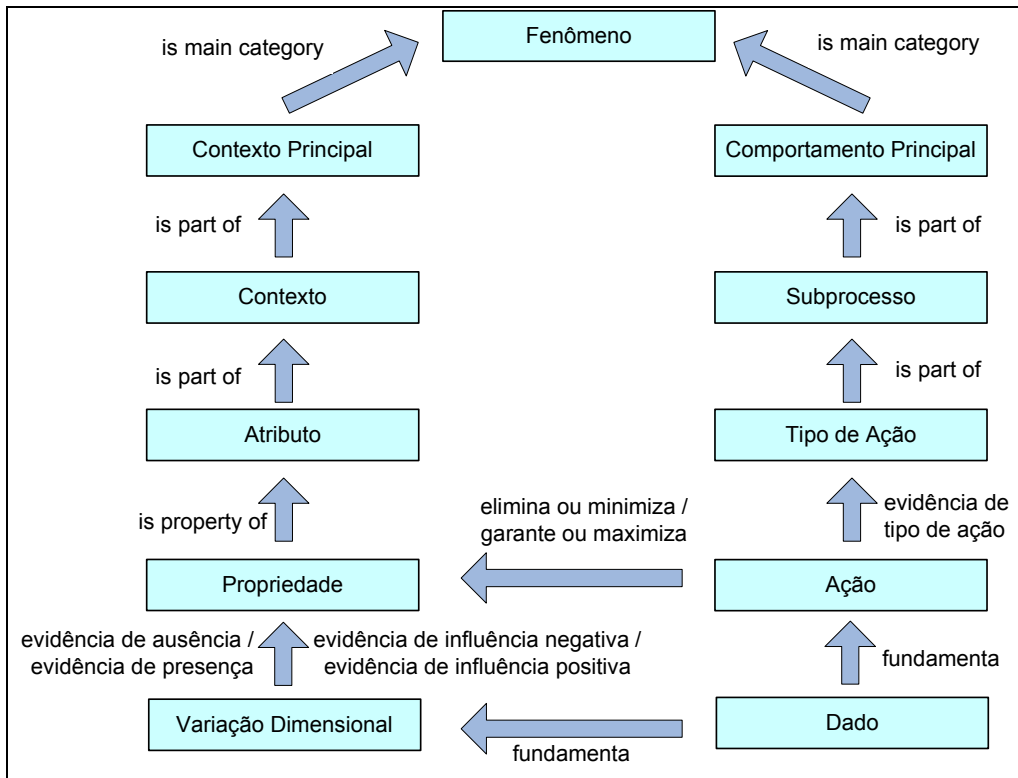 Fenômeno
is main category
is main category
Contexto Principal
Comportamento Principal
is part of
is part of
Contexto
Subprocesso
is part of
is part of
Atributo
Tipo de Ação
is property of
elimina ou minimiza /
garante ou maximiza
evidência de
tipo de ação
Propriedade
Ação
evidência de ausência /
evidência de presença
evidência de influência negativa /
evidência de influência positiva
fundamenta
Variação Dimensional
fundamenta
Dado